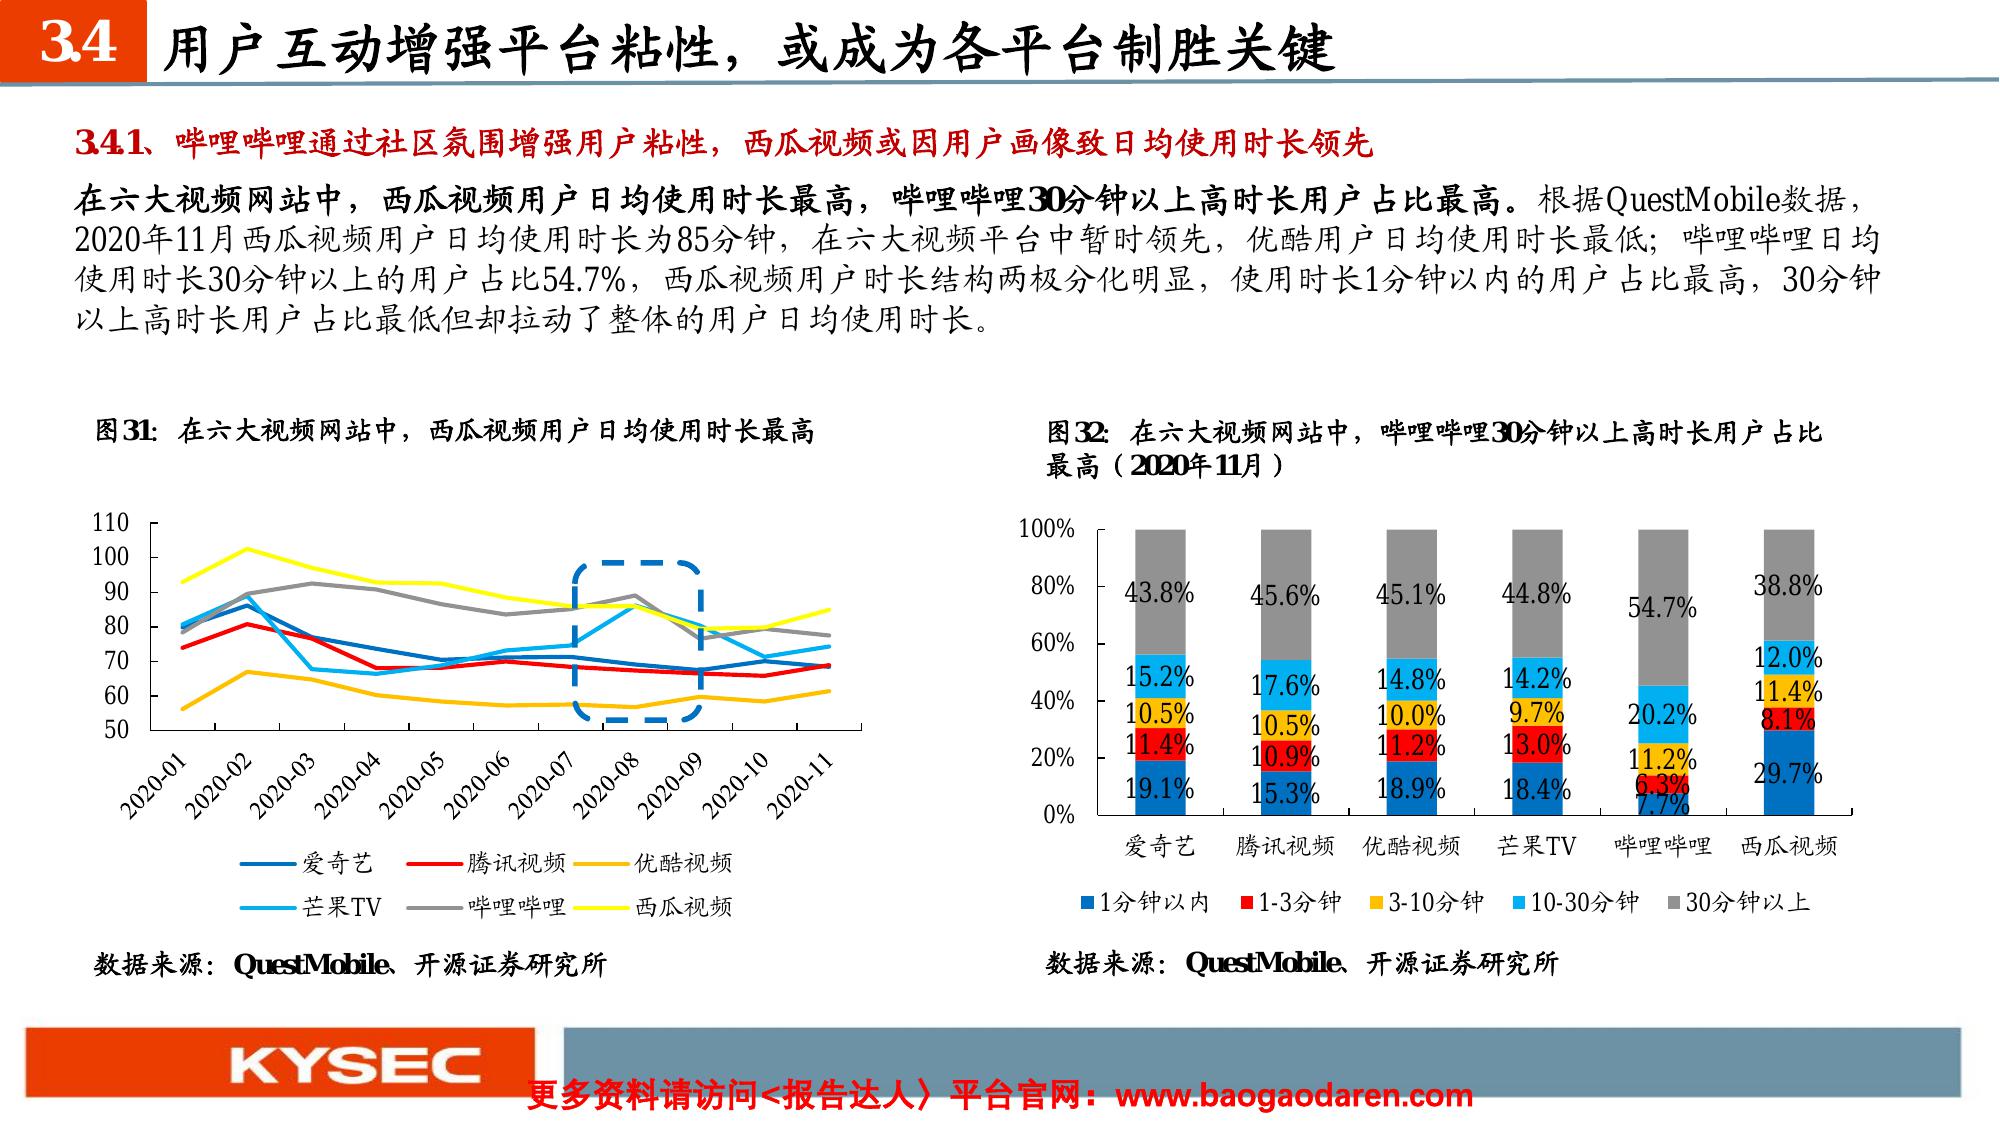 3.4 用户互动增强平台粘性，或成为各平台制胜关键
3.4.1、哔哩哔哩通过社区氛围增强用户粘性，西瓜视频或因用户画像致日均使用时长领先
在六大视频网站中，西瓜视频用户日均使用时长最高，哔哩哔哩30分钟以上高时长用户占比最高。根据QuestMobile数据，
2020年11月西瓜视频用户日均使用时长为85分钟，在六大视频平台中暂时领先，优酷用户日均使用时长最低；哔哩哔哩日均
使用时长30分钟以上的用户占比54.7%，西瓜视频用户时长结构两极分化明显，使用时长1分钟以内的用户占比最高，30分钟
以上高时长用户占比最低但却拉动了整体的用户日均使用时长。
图31：在六大视频网站中，西瓜视频用户日均使用时长最高
110
100
90
80
70
60
50
2020-01 2020-02 2020-03 2020-04 2020-05 2020-06 2020-07 2020-08 2020-09 2020-10 2020-11
爱奇艺 腾讯视频 优酷视频
芒果TV 哔哩哔哩 西瓜视频
数据来源：QuestMobile、开源证券研究所
图32：在六大视频网站中，哔哩哔哩30分钟以上高时长用户占比
最高（2020年11月）
100%
80%
60%
40%
20%
0%
43.8% 45.6% 45.1% 44.8% 54.7% 38.8%
15.2% 17.6% 14.8% 14.2% 20.2% 12.0%
10.5% 10.5% 10.0% 9.7% 11.2% 11.4%
11.4% 10.9% 11.2% 13.0% 6.3% 8.1%
19.1% 15.3% 18.9% 18.4% 7.7% 29.7%
爱奇艺 腾讯视频 优酷视频 芒果TV 哔哩哔哩 西瓜视频
1分钟以内 1-3分钟 3-10分钟 10-30分钟 30分钟以上
数据来源：QuestMobile、开源证券研究所
KYSEC
更多资料请访问<报告达人〉平台官网：www.baogaodaren.com